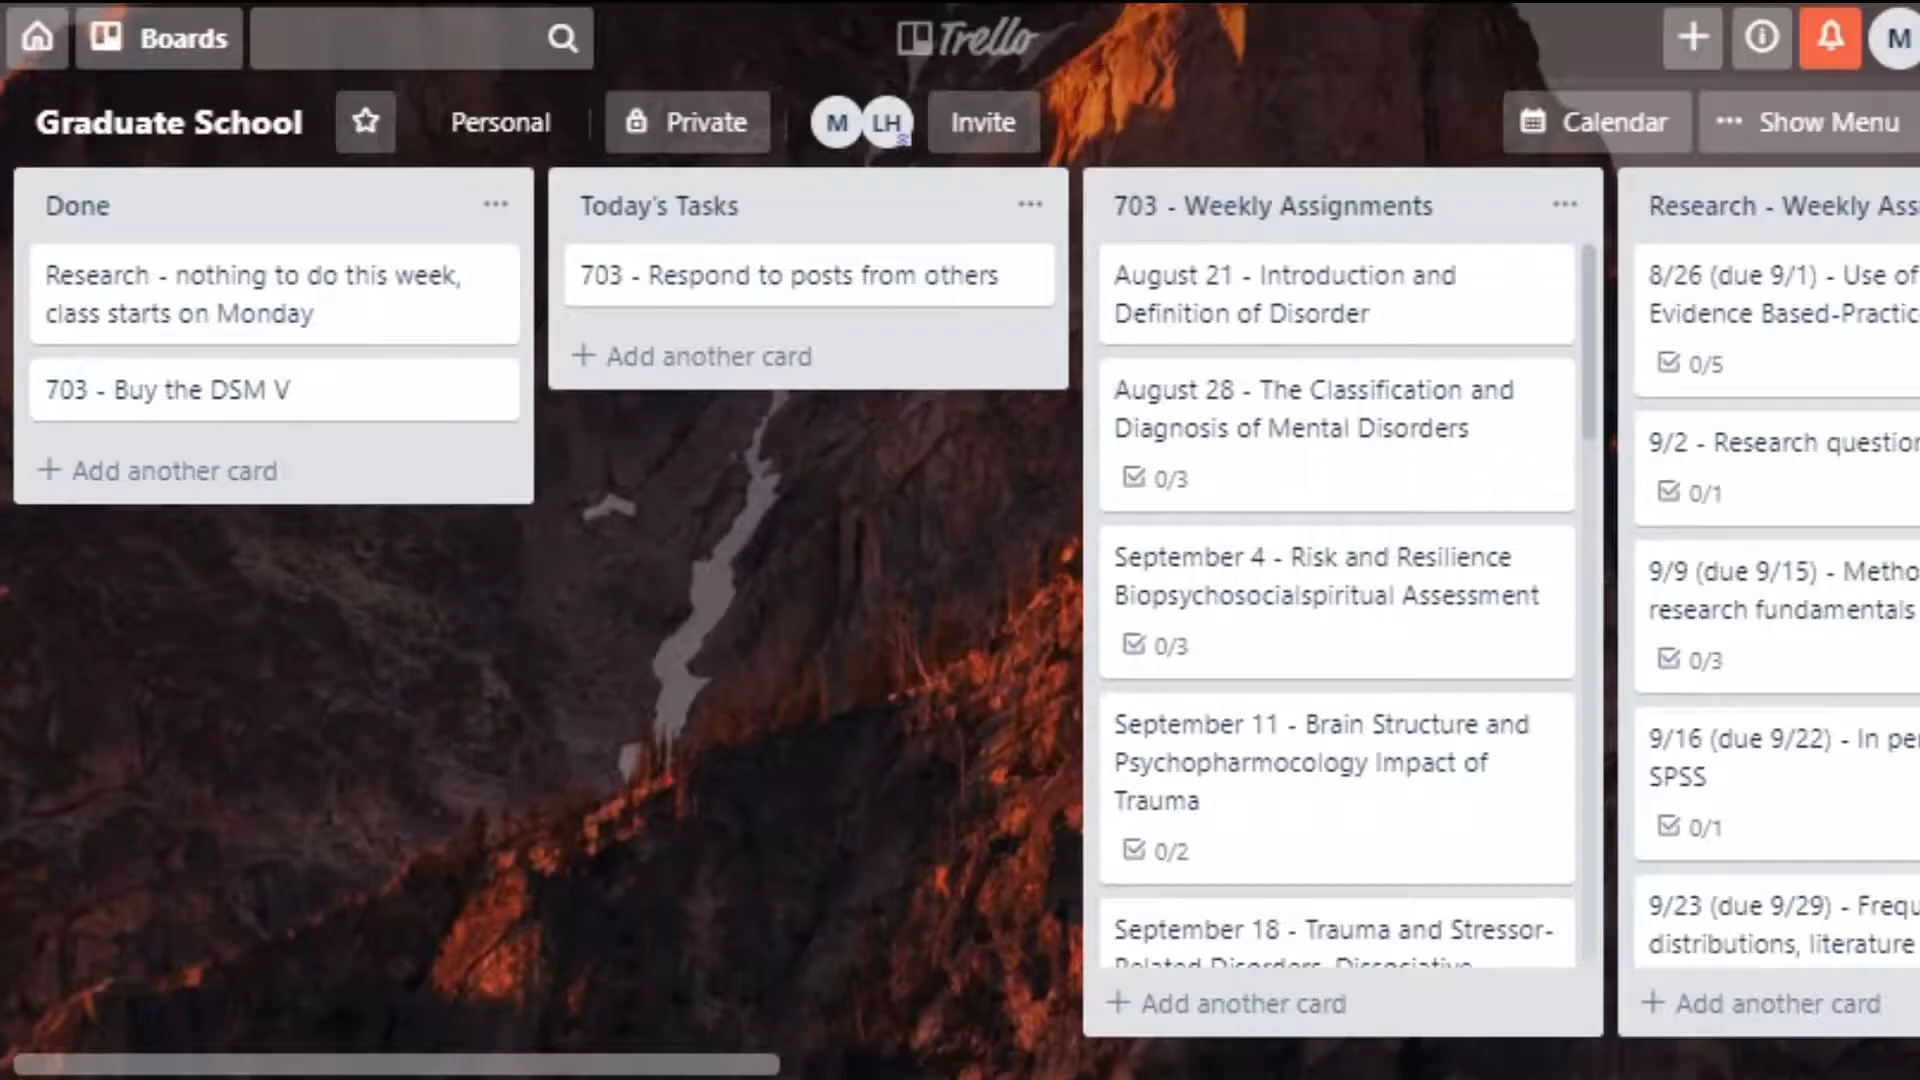 Boards
Trello
M
Graduate School
Personal
Private
M
LH
Invite
Calendar
Show Menu
Done
Research - nothing to do this week,
class starts on Monday
703 - Buy the DSM V
Add another card
Today's Tasks
703 - Respond to posts from others
Add another card
703 - Weekly Assignments
August 21 - Introduction and
Definition of Disorder
August 28 - The Classification and
Diagnosis of Mental Disorders
0/3
September 4 - Risk and Resilience
Biopsychosocialspiritual Assessment
0/3
September 11 - Brain Structure and
Psychopharmocology Impact of
Trauma
0/2
September 18 - Trauma and Stressor-
Related Disorders, Dissociative
Add another card
Research - Weekly Ass
8/26 (due 9/1) - Use of
Evidence Based-Practic
0/5
9/2 - Research question
0/1
9/9 (due 9/15) - Metho
research fundamentals
0/3
9/16 (due 9/22) - In per
SPSS
0/1
9/23 (due 9/29) - Frequ
distributions, literature
Add another card